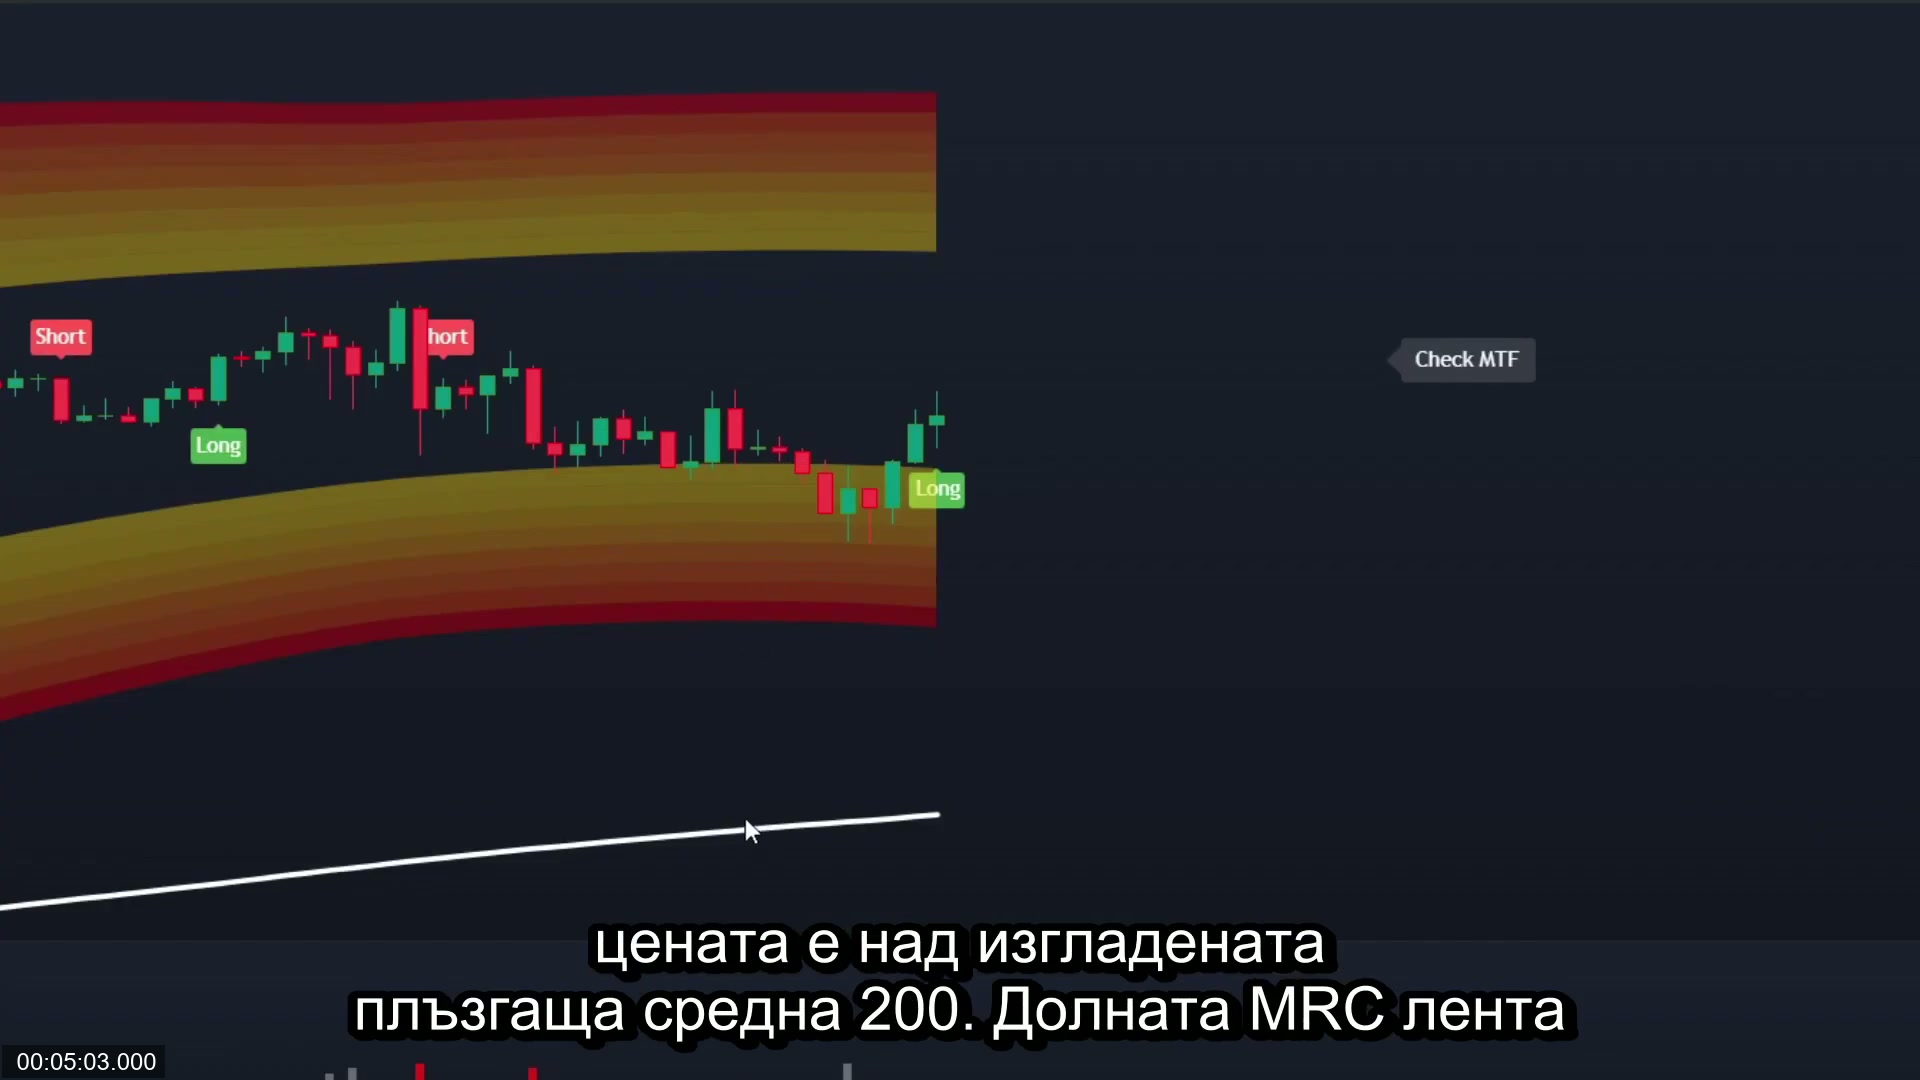 Short
hort
Check MTF
Long
Long
цената е над изгладената
плъзгаща средна 200. Долната MRC лента
00:05:03.000